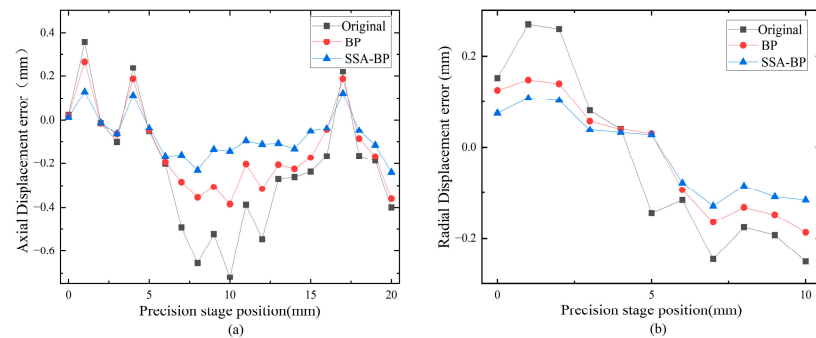 Axial Displacement error（mm）
0.4
0.2
0.0
−0.2
−0.4
−0.6
0
5
10
15
20
Original
BP
SSA-BP
Precision stage position(mm)
(a)
Radial Displacement error (mm)
0.2
0.0
−0.2
0
5
10
Original
BP
SSA-BP
Precision stage position(mm)
(b)